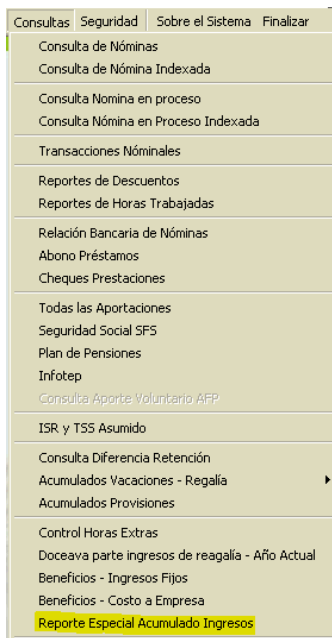 Consultas Seguridad Sobre el Sistema Finalizar
Consulta de Nóminas
Consulta de Nómina Indexada
Consulta Nomina en proceso
Consulta Nómina en Proceso Indexada
Transacciones Nóminales
Reportes de Descuentos
Reportes de Horas Trabajadas
Relación Bancaria de Nóminas
Abono Préstamos
Cheques Prestaciones
Todas las Aportaciones
Seguridad Social SFS
Plan de Pensiones
Infotep
Consulta Aporte Voluntario AFP
ISR y TSS Asumido
Consulta Diferencia Retención
Acumulados Vacaciones - Regalía
Acumulados Provisiones
Control Horas Extras
Doceava parte ingresos de reagalía - Año Actual
Beneficios - Ingresos Fijos
Beneficios - Costo a Empresa
Reporte Especial Acumulado Ingresos